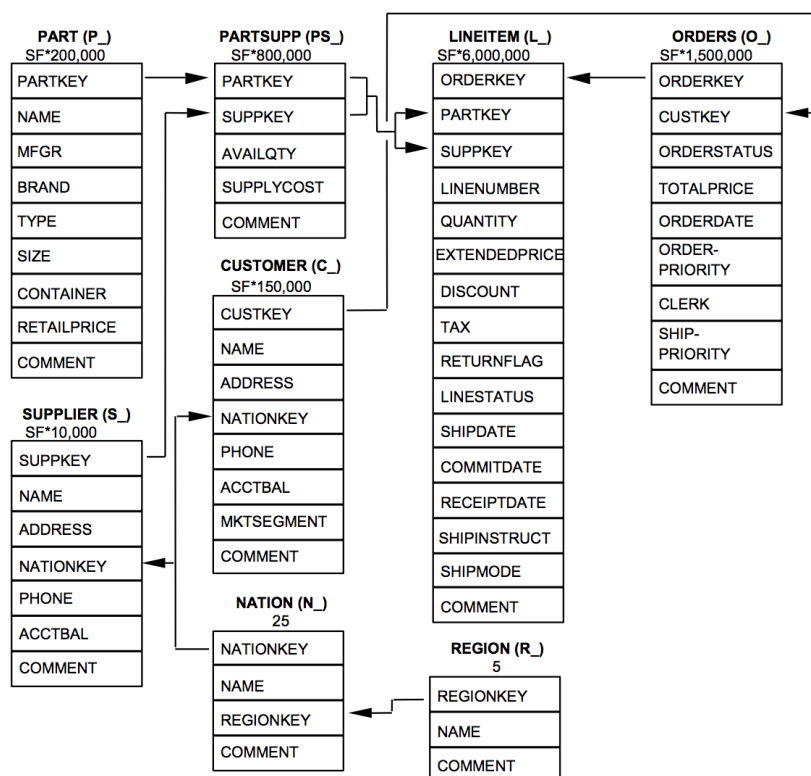 PART (P_)
SF*200,000
PARTKEY
NAME
MFGR
BRAND
TYPE
SIZE
CONTAINER
RETAILPRICE
COMMENT
SUPPLIER (S_)
SF*10,000
SUPPKEY
NAME
ADDRESS
NATIONKEY
PHONE
ACCTBAL
COMMENT
PARTSUPP (PS_)
SF*800,000
PARTKEY
SUPPKEY
AVAILQTY
SUPPLYCOST
COMMENT
CUSTOMER (C_)
SF*150,000
CUSTKEY
NAME
ADDRESS
NATIONKEY
PHONE
ACCTBAL
MKTSEGMENT
COMMENT
NATION (N_)
25
NATIONKEY
NAME
REGIONKEY
COMMENT
LINEITEM (L_)
SF*6,000,000
ORDERKEY
PARTKEY
SUPPKEY
LINENUMBER
QUANTITY
EXTENDEDPRICE
DISCOUNT
TAX
RETURNFLAG
LINESTATUS
SHIPDATE
COMMITDATE
RECEIPTDATE
SHIPINSTRUCT
SHIPMODE
COMMENT
REGION (R_)
5
REGIONKEY
NAME
COMMENT
ORDERS (O_)
SF*1,500,000
ORDERKEY
CUSTKEY
ORDERSTATUS
TOTALPRICE
ORDERDATE
ORDER-
PRIORITY
CLERK
SHIP-
PRIORITY
COMMENT